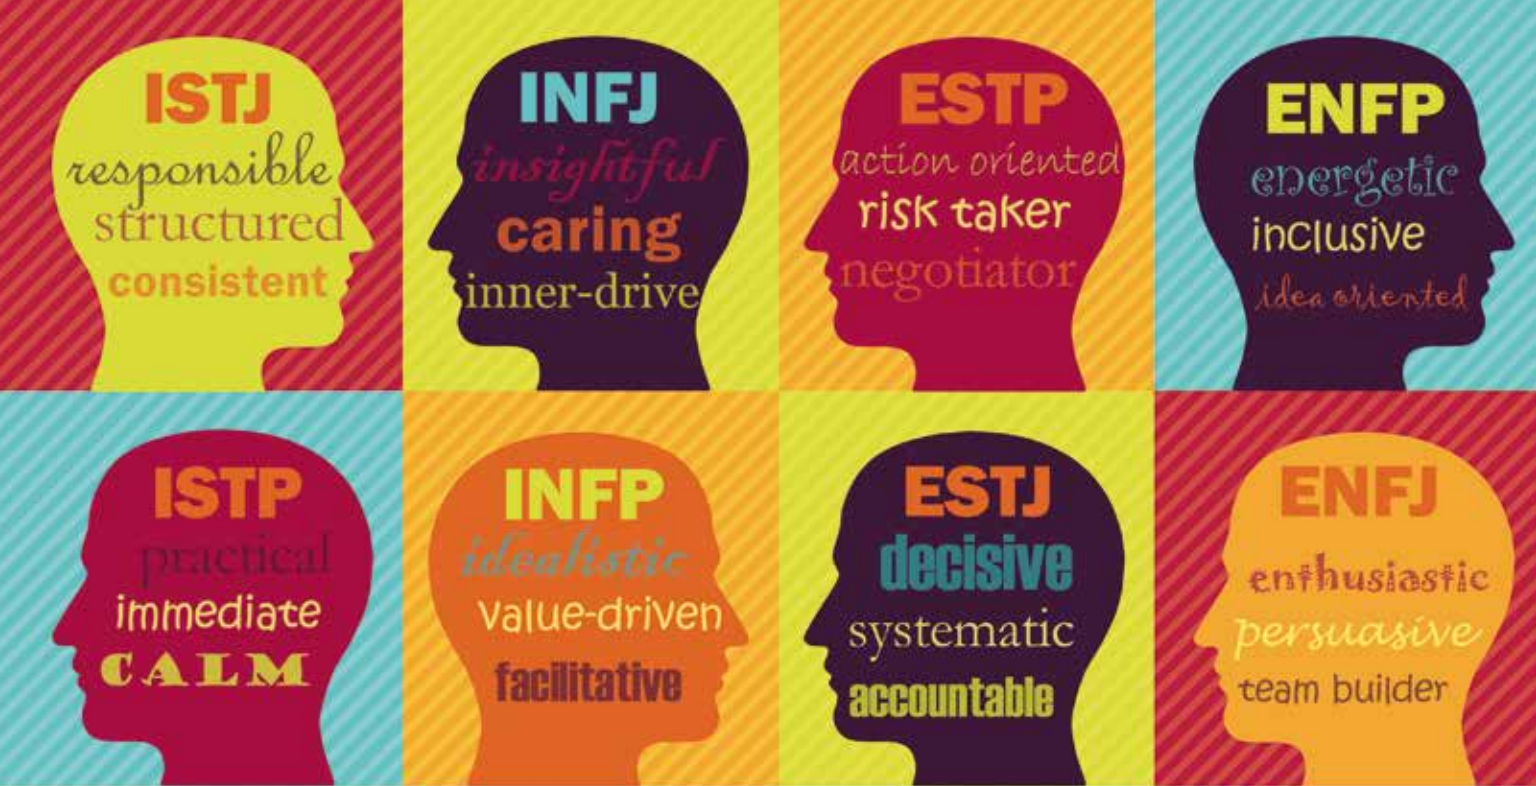 ISTJ
responsible
structured
consistent
INFJ
insightful
caring
inner-drive
ESTP
action oriented
risk taker
negotiator
ENFP
energetic
inclusive
idea oriented
ISTP
practical
immediate
CALM
INFP
idealistic
value-driven
facilitative
ESTJ
decisive
systematic
accountable
ENFJ
enthusiastic
persuasive
team builder